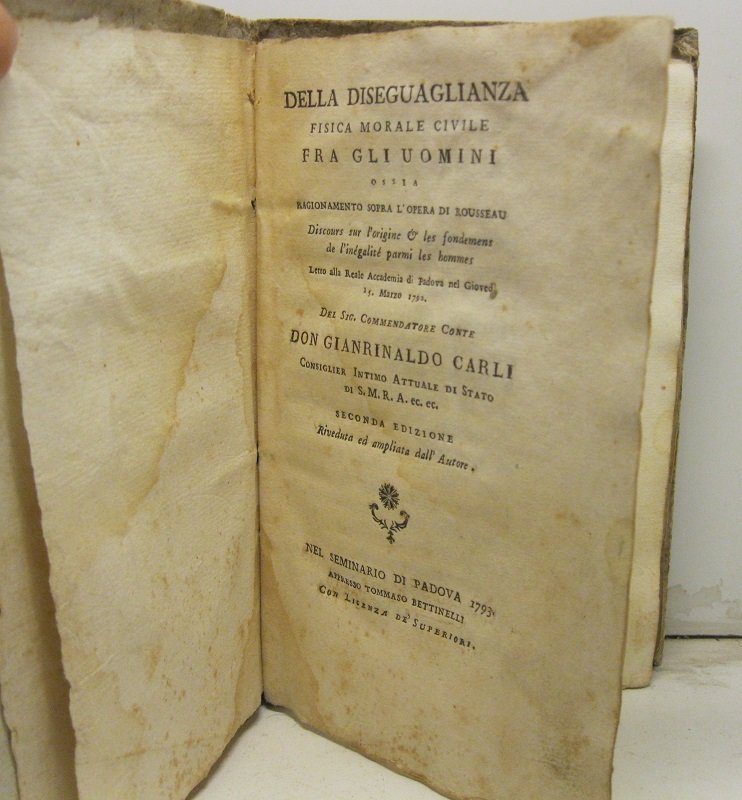 DELLA DISEGUAGLIANZA
FISICA MORALE CIVILE
FRA GLI UOMINI
OSSIA
RAGIONAMENTO SOPRA L'OPERA DI ROUSSEAU
Discours sur l'origine & les fondemens
de l'inégalité parmi les hommes
Letto alla Reale Accademia di Padova nel Giovedì
15. Marzo 1792.
DEL SIG. COMMENDATORE CONTE
DON GIANRINALDO CARLI
CONSIGLIER INTIMO ATTUALE DI STATO
DI S. M. R. A. ec. ec.
SECONDA EDIZIONE
Riveduta ed ampliata dall' Autore.
NEL SEMINARIO DI PADOVA 1793.
APPRESSO TOMMASO BETTINELLI
CON LICENZA DE' SUPERIORI.